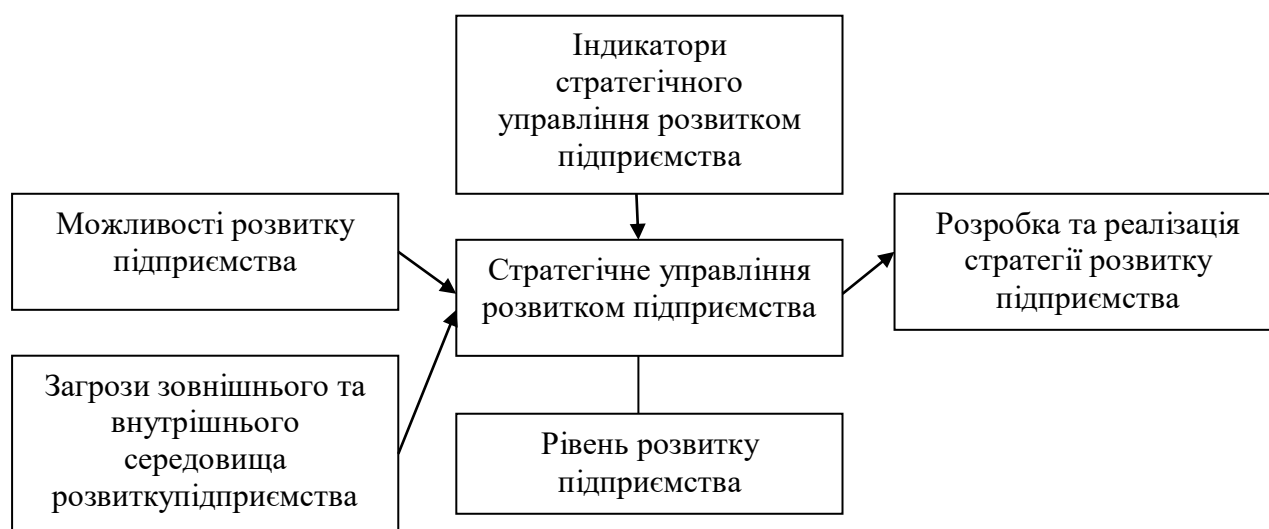 Індикатори
стратегічного
управління розвитком
підприємства
Можливості розвитку
підприємства
Стратегічне управління
розвитком підприємства
Розробка та реалізація
стратегії розвитку
підприємства
Загрози зовнішнього та
внутрішнього
середовища
розвиткупідприємства
Рівень розвитку
підприємства